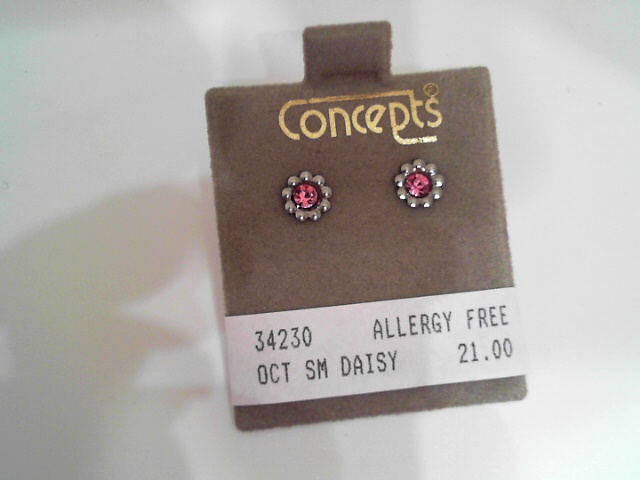 Concepts®
34230 ALLERGY FREE
OCT SM DAISY 21.00